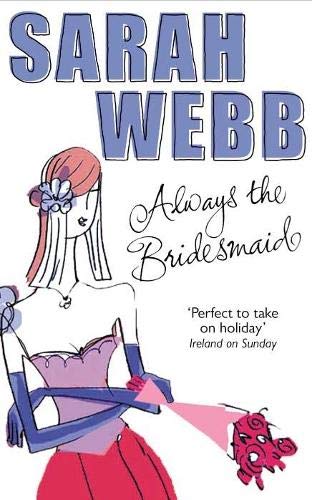 SARAH
WEBB
Always the
Bridesmaid
‘Perfect to take
on holiday’
Ireland on Sunday